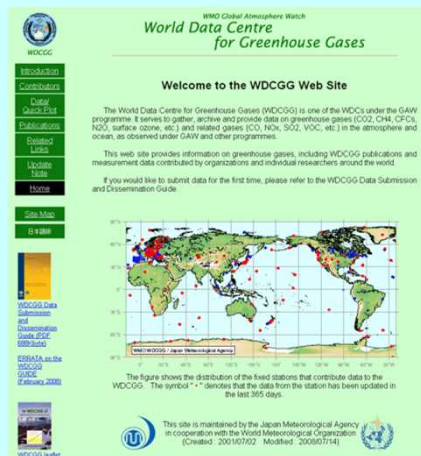 WMO Global Atmosphere Watch
World Data Centre
for Greenhouse Gases
WDCGG
Introduction
Contributors
Data/
Quick Plot
Publications
Related
Links
Update
Note
Home
Site Map
日本語
WDCGG Data
Submission
and
Dissemination
Guide (PDF
ERRATA on the
WDCGG
GUIDE
(February 2008)
WDCGG leaflet
Welcome to the WDCGG Web Site
The World Data Centre for Greenhouse Gases (WDCGG) is one of the WDCs under the GAW
programme. It serves to gather, archive and provide data on greenhouse gases (CO2, CH4, CFCs,
N2O, surface ozone, etc.) and related gases (CO, NOx, SO2, VOC, etc.) in the atmosphere and
ocean, as observed under GAW and other programmes.
This web site provides information on greenhouse gases, including WDCGG publications and
measurement data contributed by organizations and individual researchers around the world.
If you would like to submit data for the first time, please refer to the WDCGG Data Submission
and Dissemination Guide.
WMO WDCGG / Japan Meteorological Agency
The figure shows the distribution of the fixed stations that contribute data to the
WDCGG. The symbol "•" denotes that the data from the station has been updated in
the last 365 days.
This site is maintained by the Japan Meteorological Agency
in cooperation with the World Meteorological Organization.
(Created : 2001/07/02 Modified : 2008/07/14)